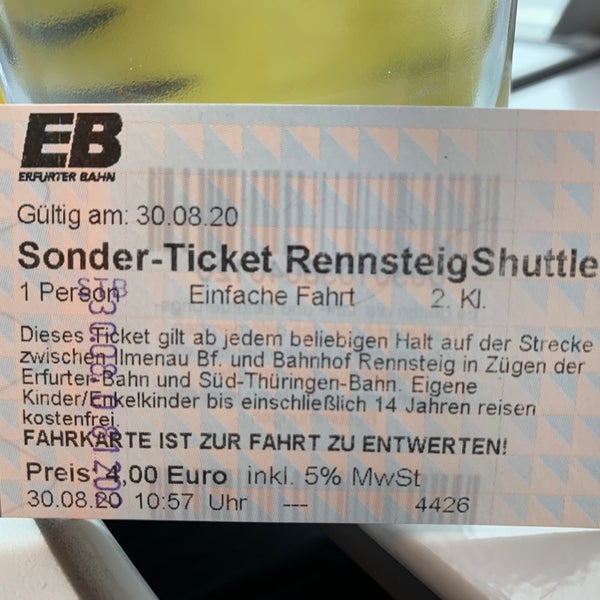 EB
ERFURTER BAHN
Gültig am: 30.08.20
Sonder-Ticket RennsteigShuttle
1 Person Einfache Fahrt 2. Kl.
Dieses Ticket gilt ab jedem beliebigen Halt auf der Strecke
zwischen Ilmenau Bf. und Bahnhof Rennsteig in Zügen der
Erfurter Bahn und Süd-Thüringen-Bahn. Eigene
Kinder/Enkelkinder bis einschließlich 14 Jahren reisen
kostenfrei.
FAHRKARTE IST ZUR FAHRT ZU ENTWERTEN!
Preis: 4,00 Euro inkl. 5% MwSt
30.08.20 10:57 Uhr --- 4426
STB